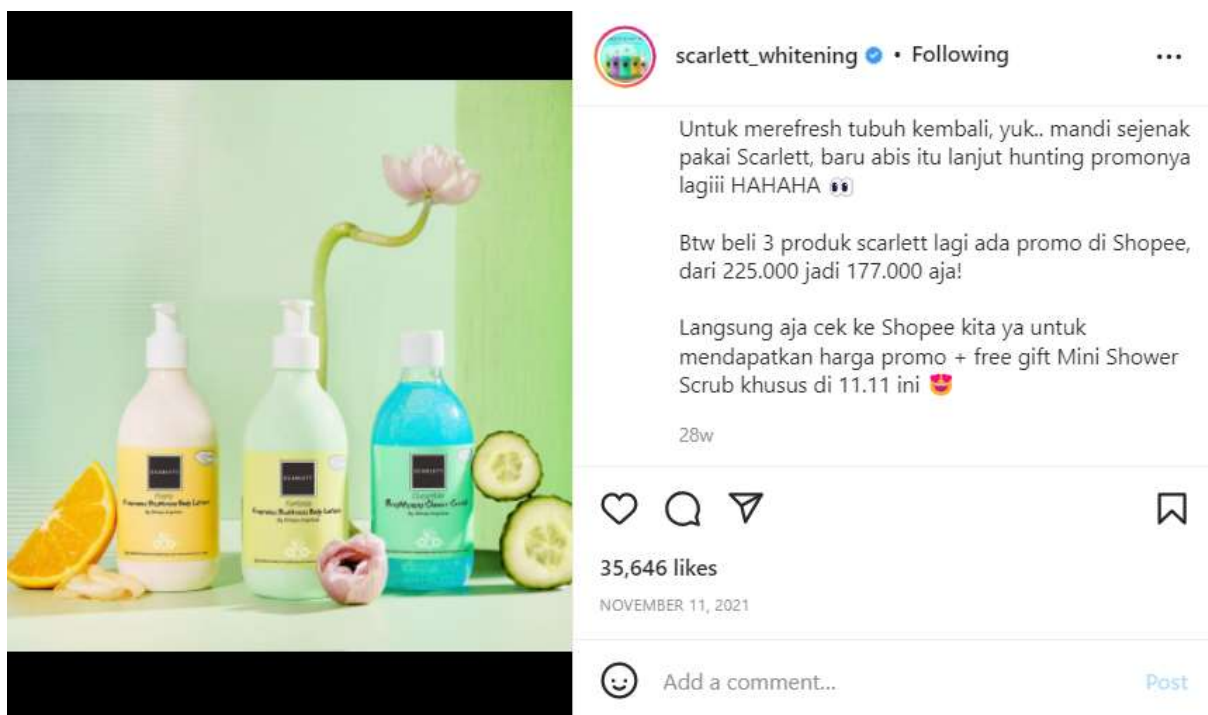 scarlett_whitening • Following
Untuk merefresh tubuh kembali, yuk.. mandi sejenak
pakai Scarlett, baru abis itu lanjut hunting promonya
lagiii HAHAHA 👀
Btw beli 3 produk scarlett lagi ada promo di Shopee,
dari 225.000 jadi 177.000 aja!
Langsung aja cek ke Shopee kita ya untuk
mendapatkan harga promo + free gift Mini Shower
Scrub khusus di 11.11 ini 😍
28w
35,646 likes
NOVEMBER 11, 2021
Add a comment...
Post
SCARLETT
SCARLETT
SCARLETT